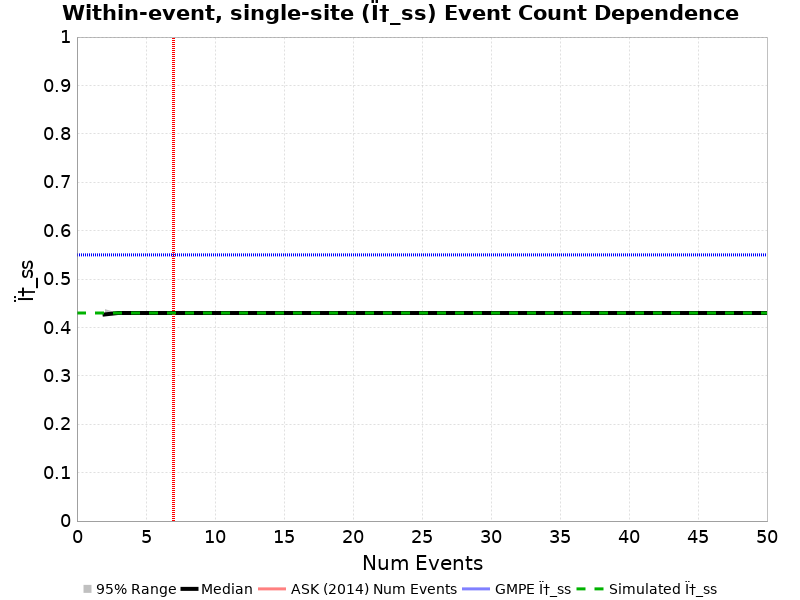 Within-event, single-site (Ï†_ss) Event Count Dependence
1
0.9
0.8
0.7
0.6
0.5
0.4
0.3
0.2
0.1
0
Ï†_ss
0 5 10 15 20 25 30 35 40 45 50
Num Events
95% Range Median ASK (2014) Num Events GMPE Ï†_ss Simulated Ï†_ss